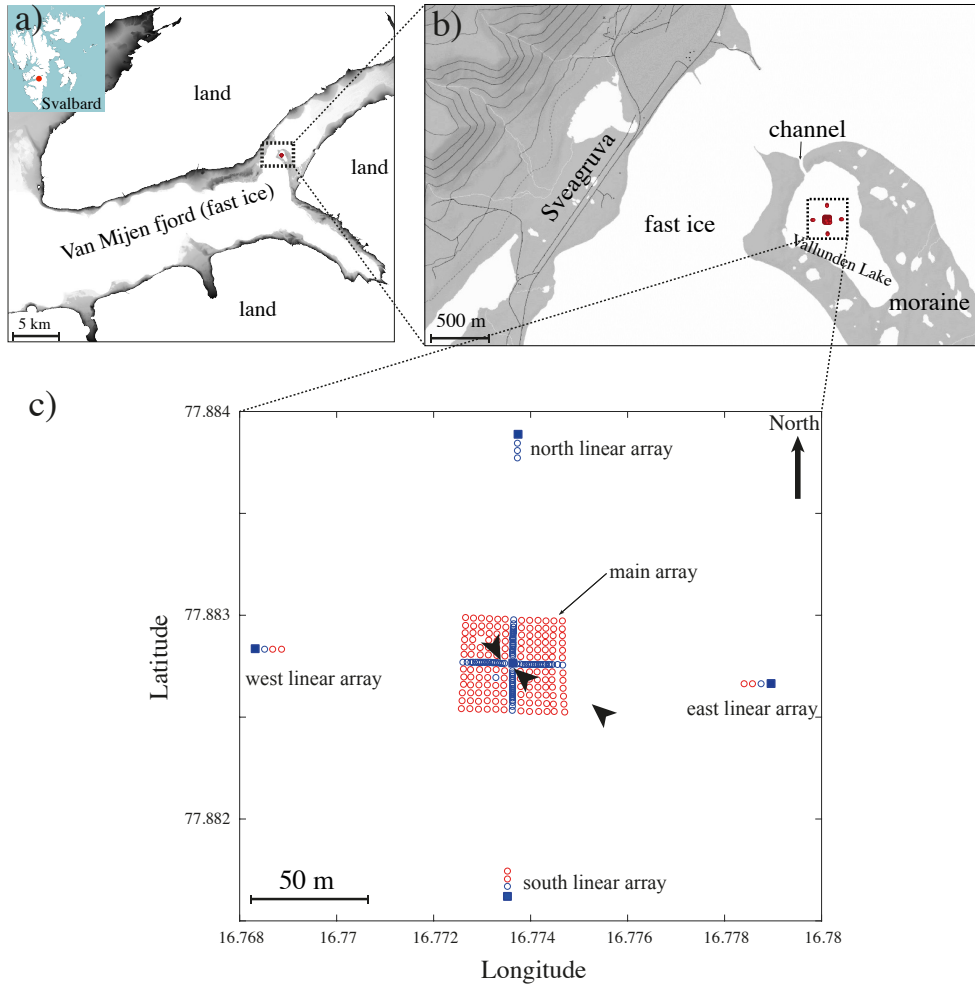 a)
Svalbard
land
land
land
Van Mijen fjord (fast ice)
5 km
b)
Sveagruva
channel
fast ice
Vallunden Lake
moraine
500 m
c)
77.884
North
north linear array
main array
77.883
Latitude
west linear array
east linear array
77.882
50 m
south linear array
16.768
16.77
16.772
16.774
16.776
16.778
16.78
Longitude